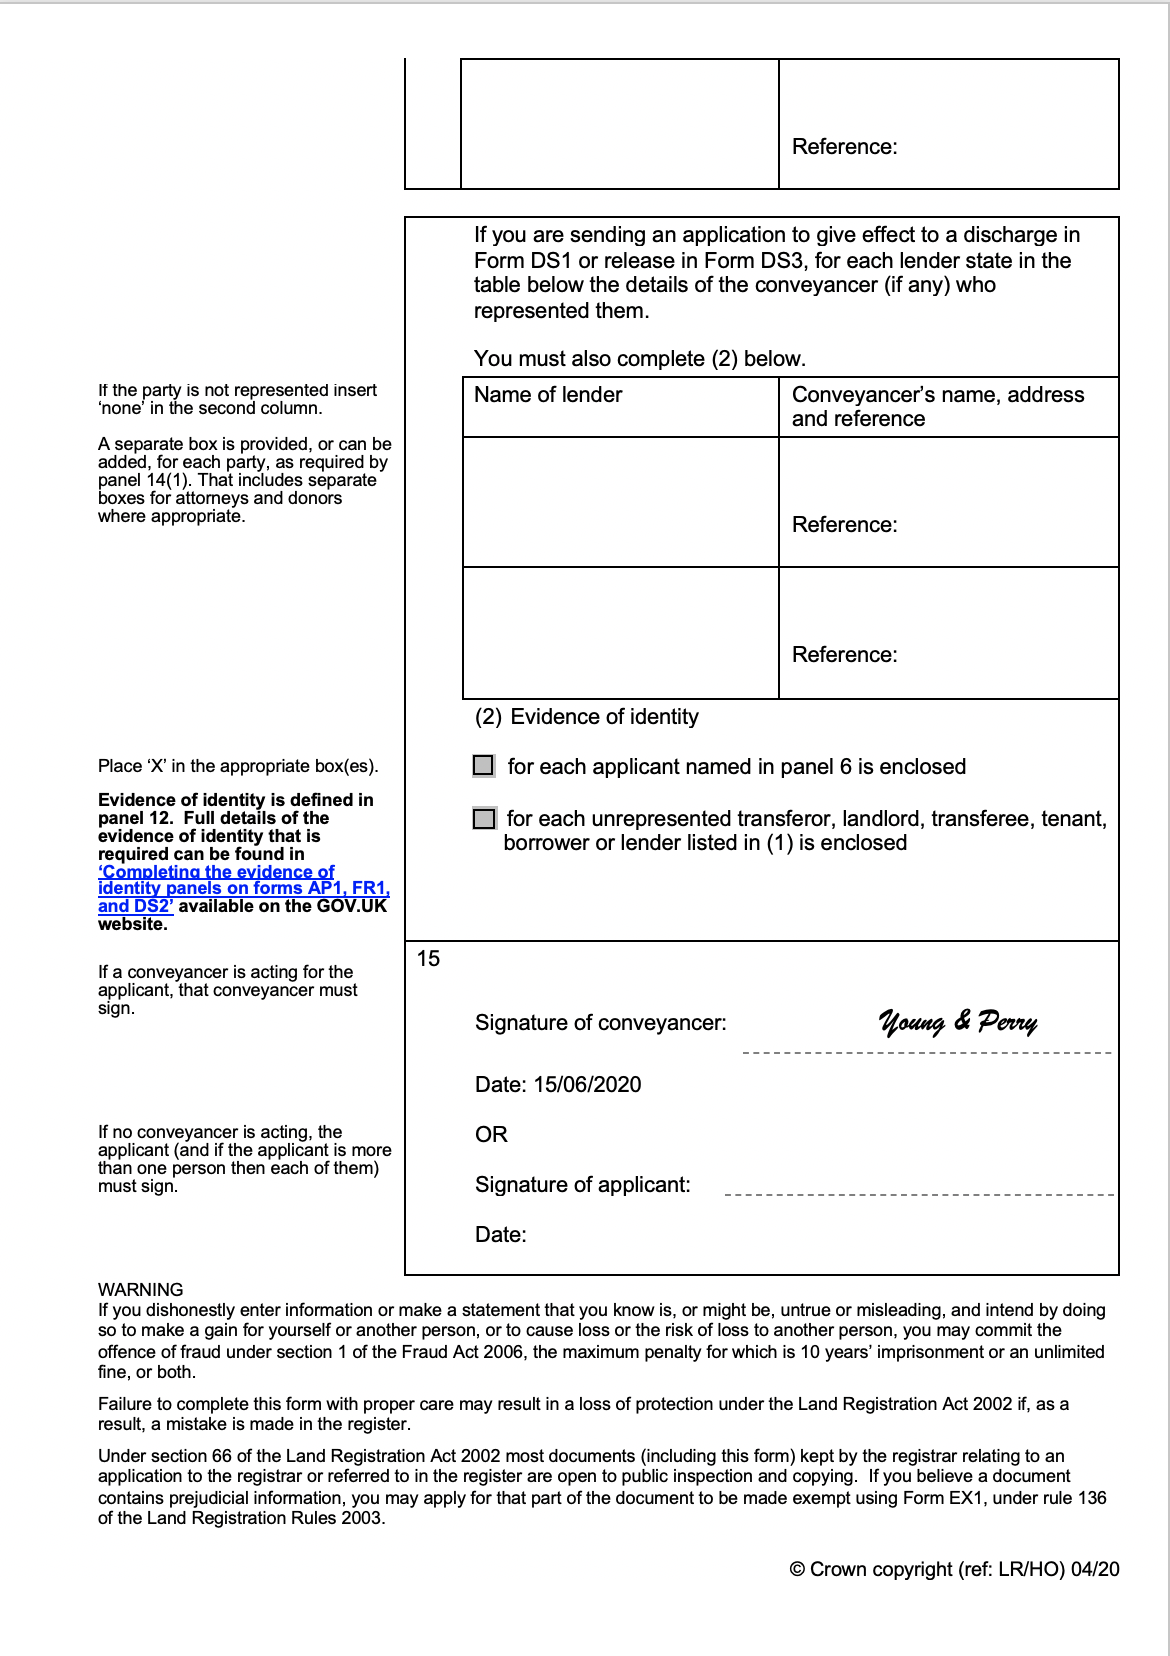 Reference:
If you are sending an application to give effect to a discharge in
Form DS1 or release in Form DS3, for each lender state in the
table below the details of the conveyancer (if any) who
represented them.
You must also complete (2) below.
If the party is not represented insert
‘none’ in the second column.
A separate box is provided, or can be
added, for each party, as required by
panel 14(1). That includes separate
boxes for attorneys and donors
where appropriate.
Name of lender
Conveyancer’s name, address
and reference
Reference:
Reference:
(2) Evidence of identity
Place ‘X’ in the appropriate box(es).
for each applicant named in panel 6 is enclosed
Evidence of identity is defined in
panel 12.  Full details of the
evidence of identity that is
required can be found in
‘Completing the evidence of
identity panels on forms AP1, FR1,
and DS2’ available on the GOV.UK
website.
for each unrepresented transferor, landlord, transferee, tenant,
borrower or lender listed in (1) is enclosed
15
If a conveyancer is acting for the
applicant, that conveyancer must
sign.
Signature of conveyancer: Young & Perry
Date: 15/06/2020
OR
If no conveyancer is acting, the
applicant (and if the applicant is more
than one person then each of them)
must sign.
Signature of applicant:
Date:
WARNING
If you dishonestly enter information or make a statement that you know is, or might be, untrue or misleading, and intend by doing
so to make a gain for yourself or another person, or to cause loss or the risk of loss to another person, you may commit the
offence of fraud under section 1 of the Fraud Act 2006, the maximum penalty for which is 10 years’ imprisonment or an unlimited
fine, or both.
Failure to complete this form with proper care may result in a loss of protection under the Land Registration Act 2002 if, as a
result, a mistake is made in the register.
Under section 66 of the Land Registration Act 2002 most documents (including this form) kept by the registrar relating to an
application to the registrar or referred to in the register are open to public inspection and copying.  If you believe a document
contains prejudicial information, you may apply for that part of the document to be made exempt using Form EX1, under rule 136
of the Land Registration Rules 2003.
© Crown copyright (ref: LR/HO) 04/20